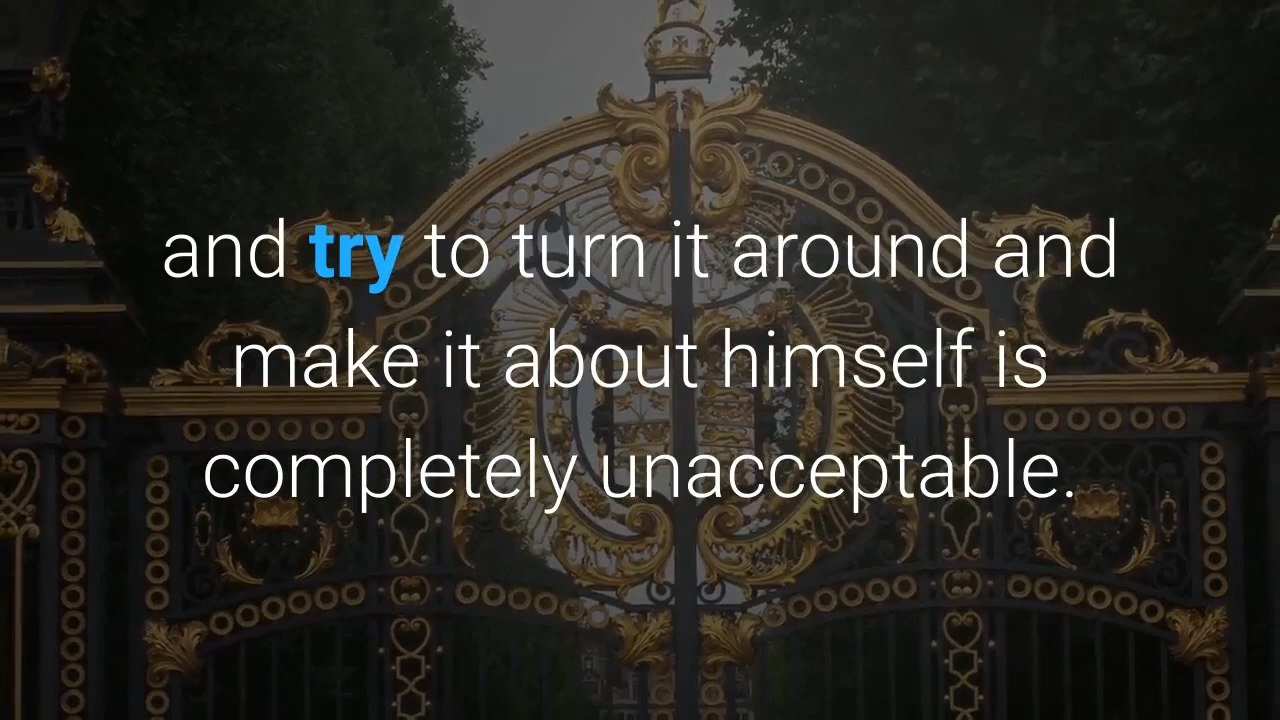 and try to turn it around and
make it about himself is
completely unacceptable.